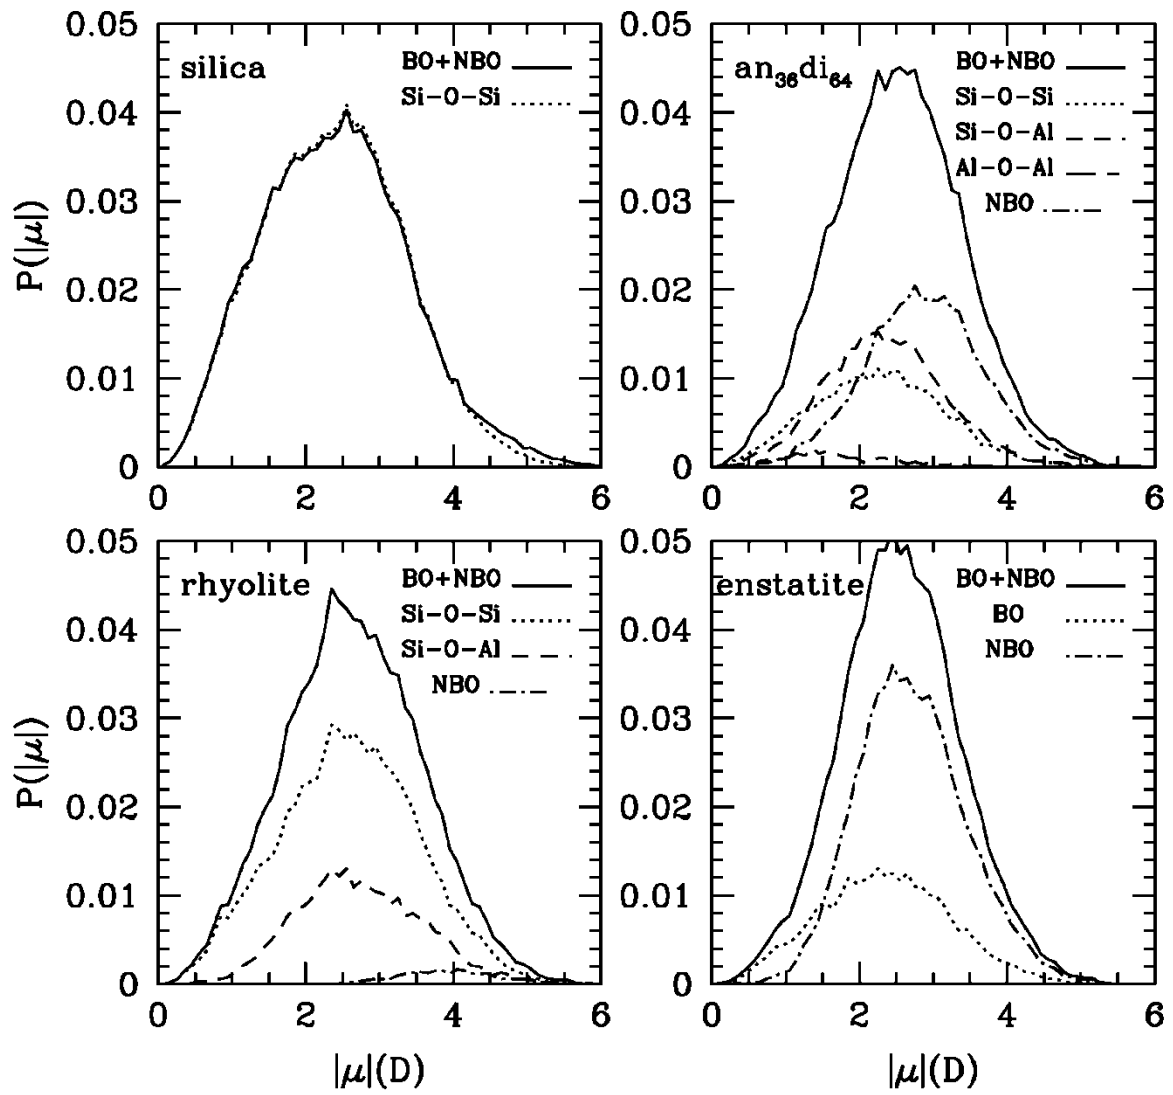 silica
BO+NBO
Si-O-Si
0.05
0.04
0.03
0.02
0.01
0
0
2
4
6
P(|μ|)
an36di64
BO+NBO
Si-O-Si
Si-O-Al
Al-O-Al
NBO
0.05
0.04
0.03
0.02
0.01
0
0
2
4
6
rhyolite
BO+NBO
Si-O-Si
Si-O-Al
NBO
0.05
0.04
0.03
0.02
0.01
0
0
2
4
6
P(|μ|)
|μ|(D)
enstatite
BO+NBO
BO
NBO
0.05
0.04
0.03
0.02
0.01
0
0
2
4
6
|μ|(D)